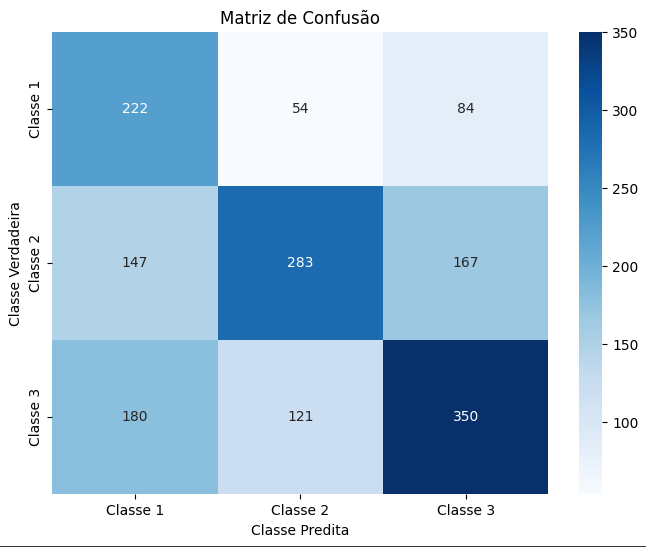 Matriz de Confusão
Classe Verdadeira
Classe 1
222 54 84
Classe 2
147 283 167
Classe 3
180 121 350
Classe 1 Classe 2 Classe 3
Classe Predita
350
300
250
200
150
100